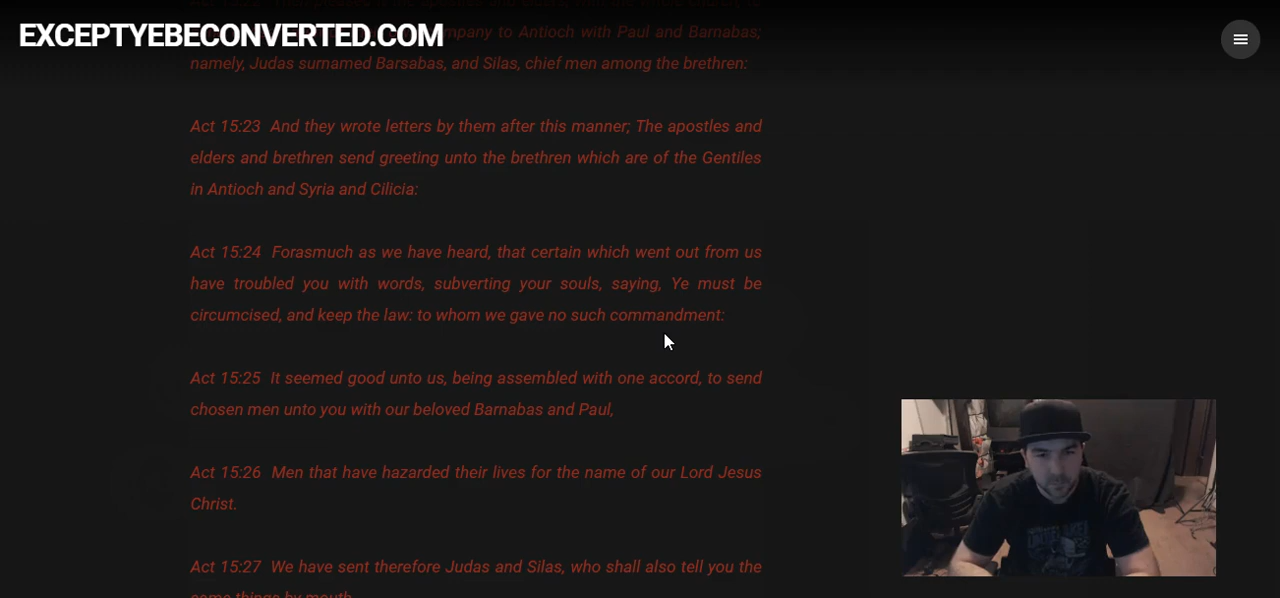 EXCEPTYEBECONVERTED.COM
mpany to Antioch with Paul and Barnabas;
namely, Judas surnamed Barsabas, and Silas, chief men among the brethren:
Act 15:23 And they wrote letters by them after this manner; The apostles and
elders and brethren send greeting unto the brethren which are of the Gentiles
in Antioch and Syria and Cilicia:
Act 15:24 Forasmuch as we have heard, that certain which went out from us
have troubled you with words, subverting your souls, saying, Ye must be
circumcised, and keep the law: to whom we gave no such commandment:
Act 15:25 It seemed good unto us, being assembled with one accord, to send
chosen men unto you with our beloved Barnabas and Paul,
Act 15:26 Men that have hazarded their lives for the name of our Lord Jesus
Christ.
Act 15:27 We have sent therefore Judas and Silas, who shall also tell you the
same things by mouth.